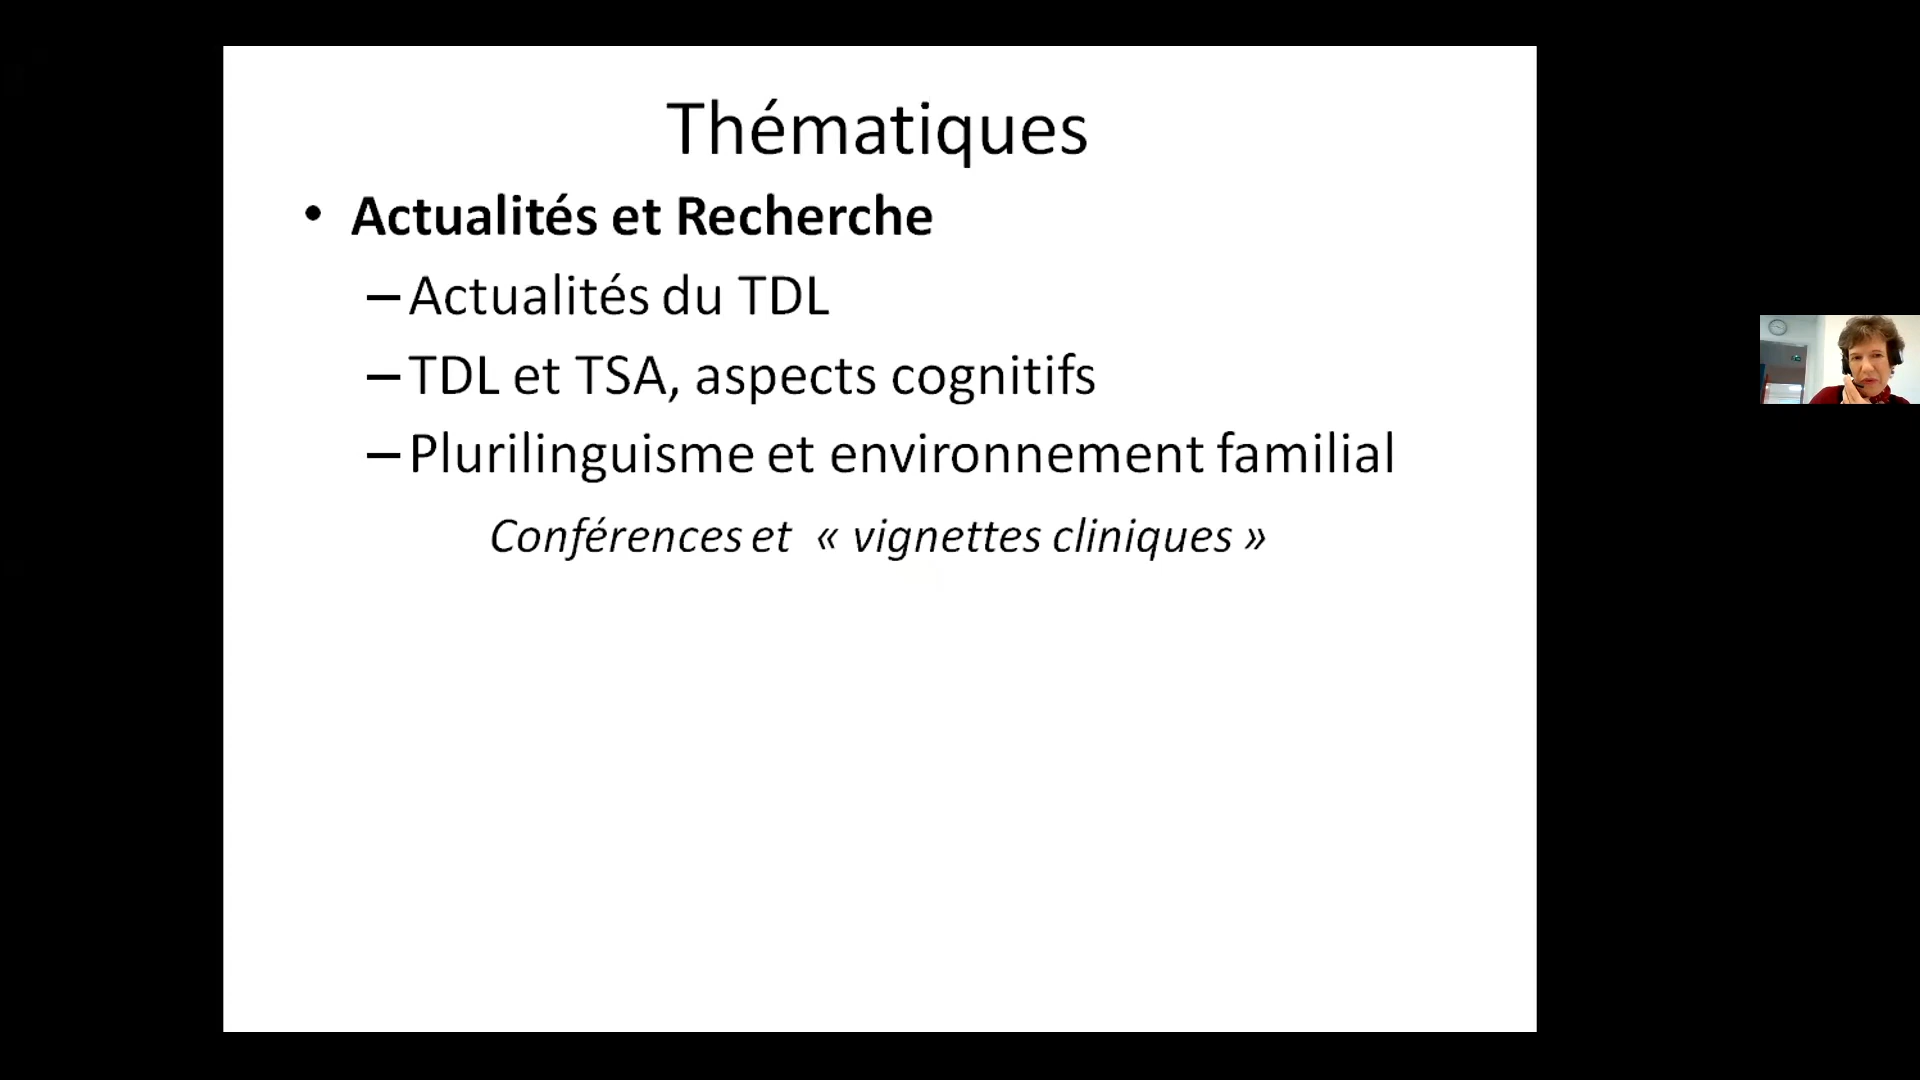 Thématiques
• Actualités et Recherche
–Actualités du TDL
–TDL et TSA, aspects cognitifs
–Plurilinguisme et environnement familial
Conférences et « vignettes cliniques »